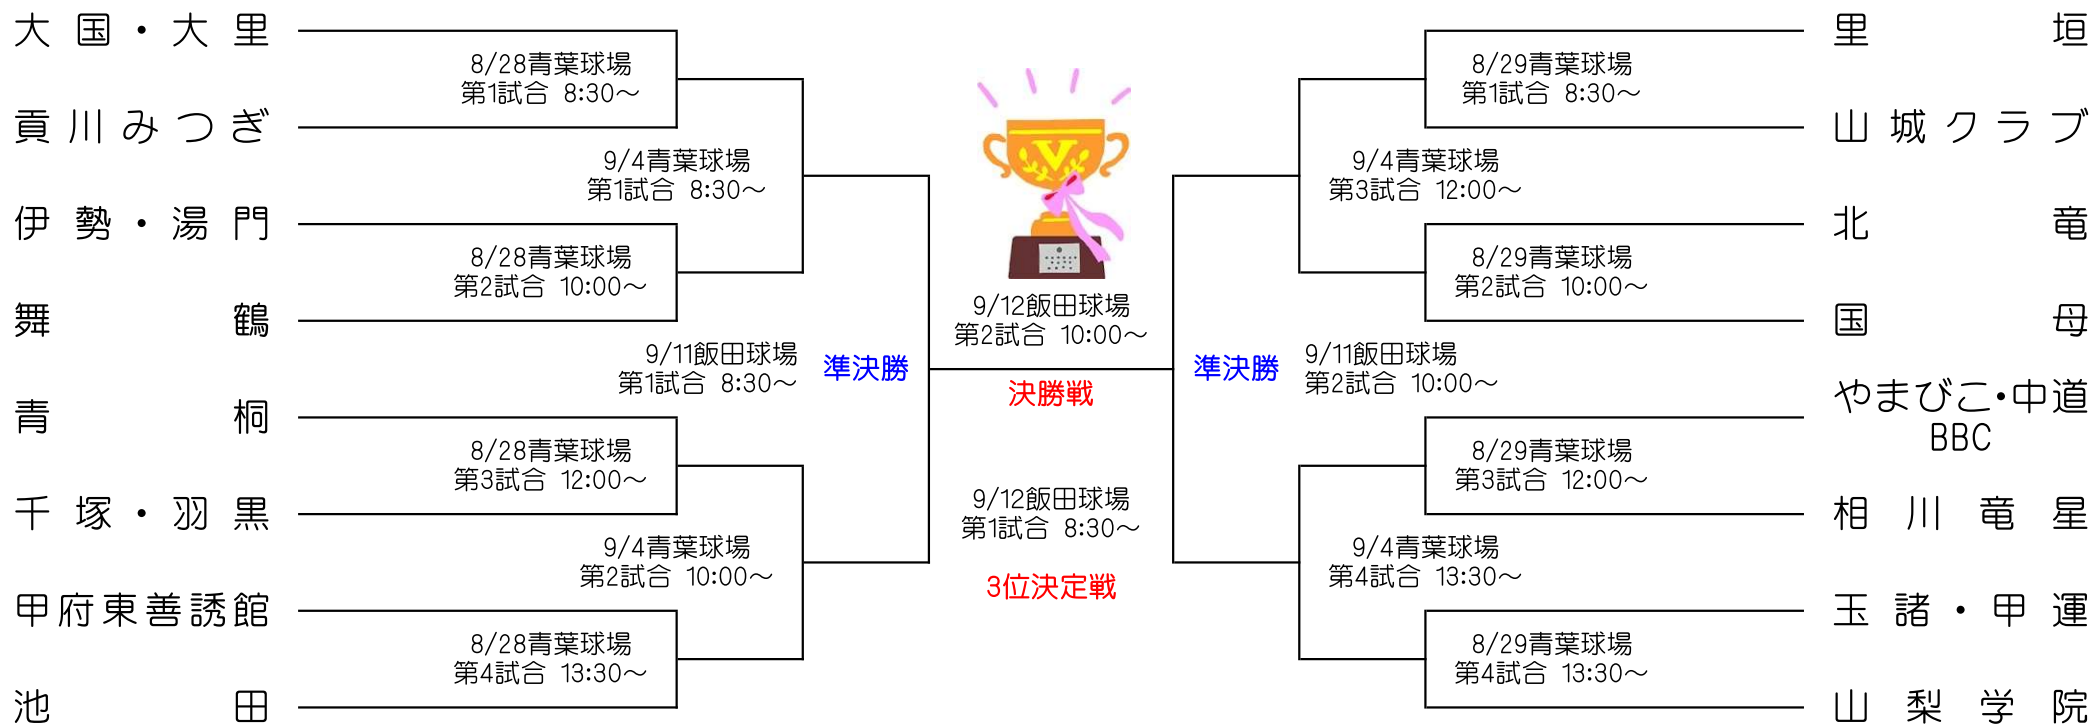 大国・大里
8/28青葉球場
第1試合 8:30～
貢川みつぎ
9/4青葉球場
第1試合 8:30～
伊勢・湯門
8/28青葉球場
第2試合 10:00～
舞鶴
9/11飯田球場
第1試合 8:30～
準決勝
青桐
8/28青葉球場
第3試合 12:00～
千塚・羽黒
9/4青葉球場
第2試合 10:00～
甲府東善誘館
8/28青葉球場
第4試合 13:30～
池田
V
9/12飯田球場
第2試合 10:00～
決勝戦
9/12飯田球場
第1試合 8:30～
3位決定戦
里垣
8/29青葉球場
第1試合 8:30～
山城クラブ
9/4青葉球場
第3試合 12:00～
北竜
8/29青葉球場
第2試合 10:00～
国母
準決勝
9/11飯田球場
第2試合 10:00～
やまびこ・中道
BBC
8/29青葉球場
第3試合 12:00～
相川竜星
9/4青葉球場
第4試合 13:30～
玉諸・甲運
8/29青葉球場
第4試合 13:30～
山梨学院